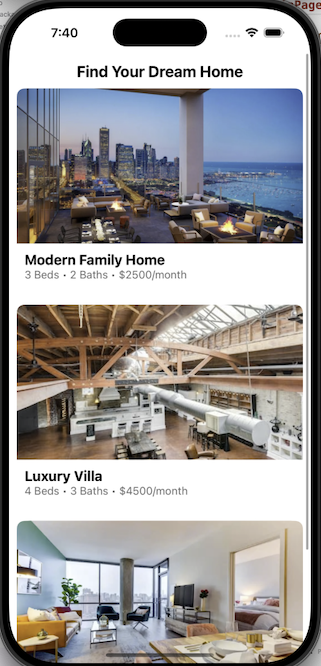 Page
7:40
Find Your Dream Home
Modern Family Home
3 Beds • 2 Baths • $2500/month
Luxury Villa
4 Beds • 3 Baths • $4500/month